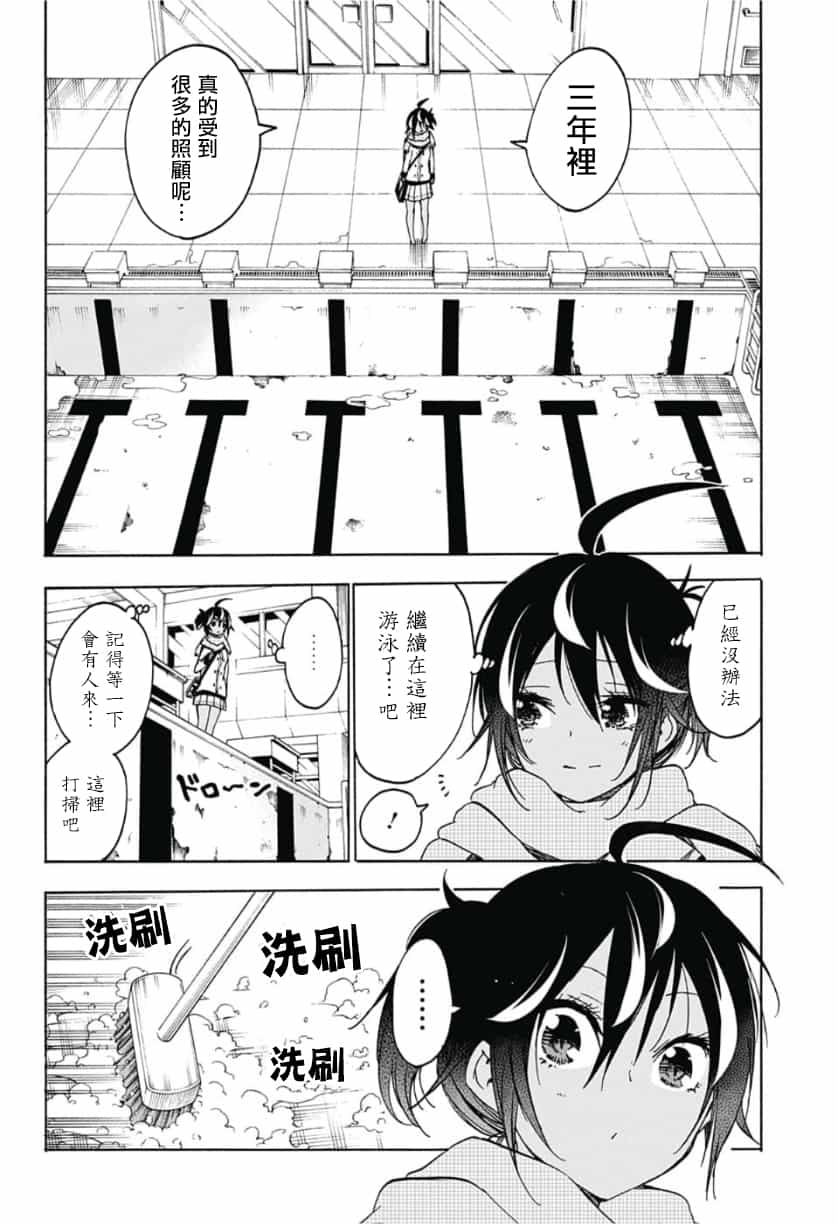 三年裡
真的受到
很多的照顧呢…
已經沒辦法
繼續在這裡
游泳了…吧
！
……
記得等一下
會有人來…
這裡
打掃吧
ドローン
……
洗刷
洗刷
洗刷